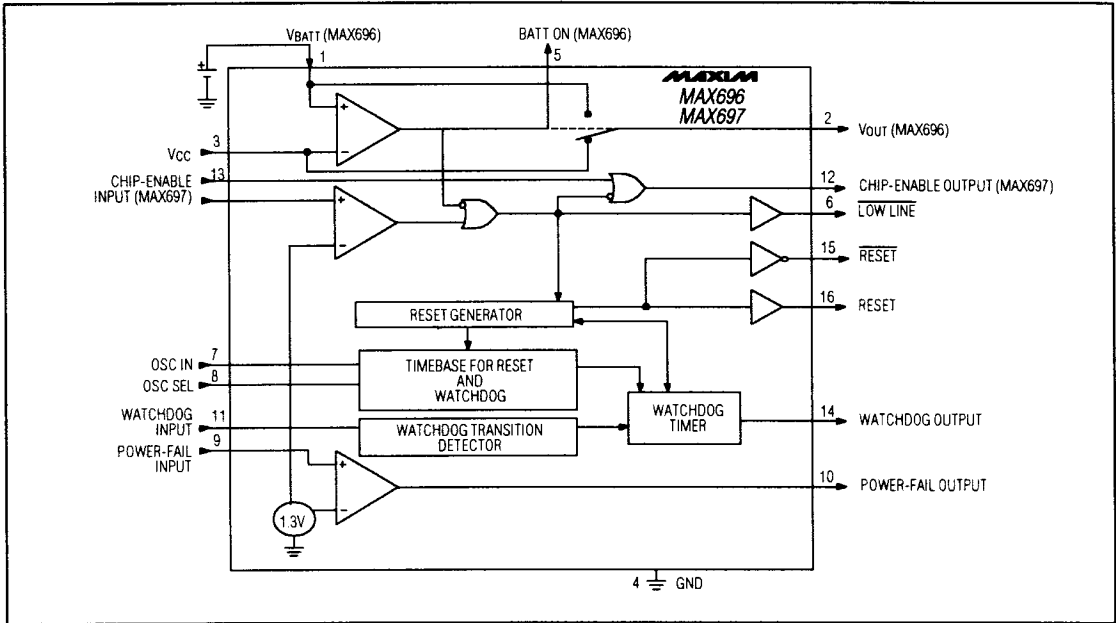 VBATT (MAX696)
BATT ON (MAX696)
1
5
+
MAXIM
MAX696
MAX697
+
2
VOUT (MAX696)
3
VCC
-
13
CHIP-ENABLE
INPUT (MAX697)
12
CHIP-ENABLE OUTPUT (MAX697)
+
6
LOW LINE
-
15
RESET
RESET GENERATOR
16
RESET
7
OSC IN
TIMEBASE FOR RESET
AND
WATCHDOG
8
OSC SEL
WATCHDOG
TIMER
14
WATCHDOG OUTPUT
11
WATCHDOG
INPUT
WATCHDOG TRANSITION
DETECTOR
9
POWER-FAIL
INPUT
+
10
POWER-FAIL OUTPUT
-
1.3V
4
GND